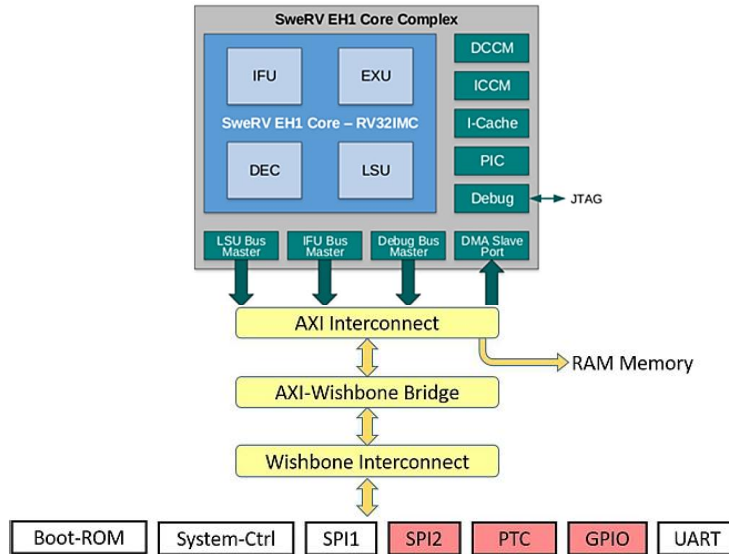 SweRV EH1 Core Complex
IFU
EXU
SweRV EH1 Core – RV32IMC
DEC
LSU
DCCM
ICCM
I-Cache
PIC
Debug
JTAG
LSU Bus
Master
IFU Bus
Master
Debug Bus
Master
DMA Slave
Port
AXI Interconnect
RAM Memory
AXI-Wishbone Bridge
Wishbone Interconnect
Boot-ROM
System-Ctrl
SPI1
SPI2
PTC
GPIO
UART